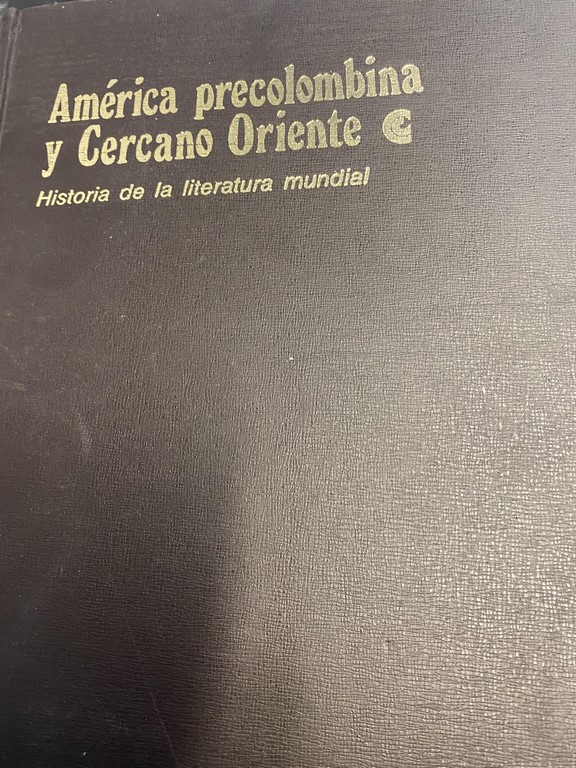 América precolombina
y Cercano Oriente
Historia de la literatura mundial